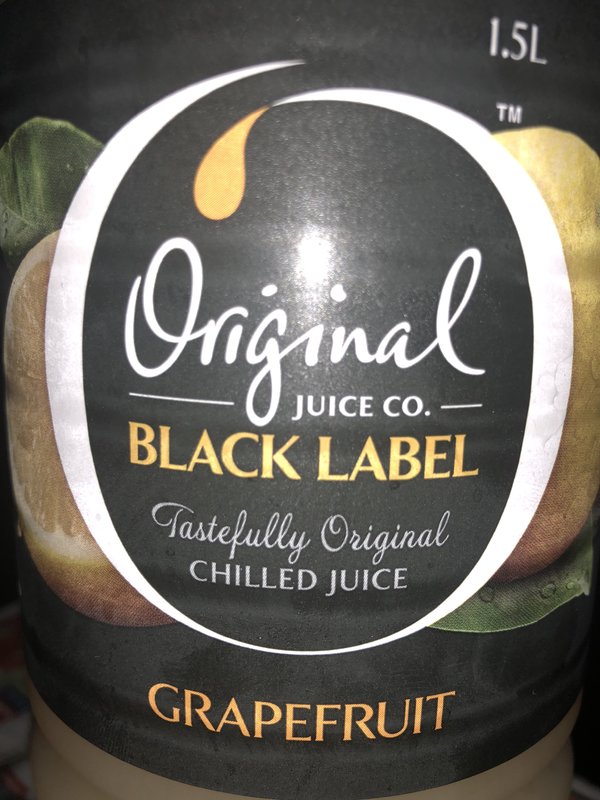 1.5L
TM
Original
JUICE CO.
BLACK LABEL
Tastefully Original
CHILLED JUICE
GRAPEFRUIT